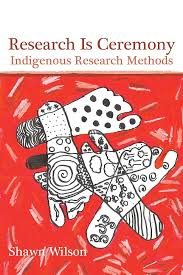 Research Is Ceremony
Indigenous Research Methods
Shawn Wilson